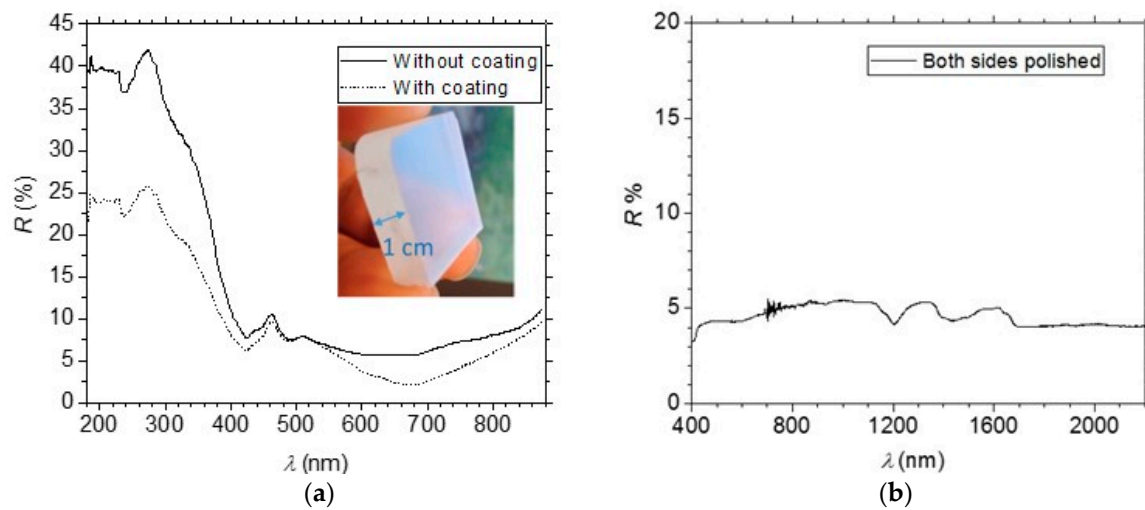 45
40
35
30
25
20
15
10
5
0
R (%)
Without coating
With coating
1 cm
200 300 400 500 600 700 800
λ (nm)
(a)
20
15
10
5
0
R %
Both sides polished
400 800 1200 1600 2000
λ (nm)
(b)